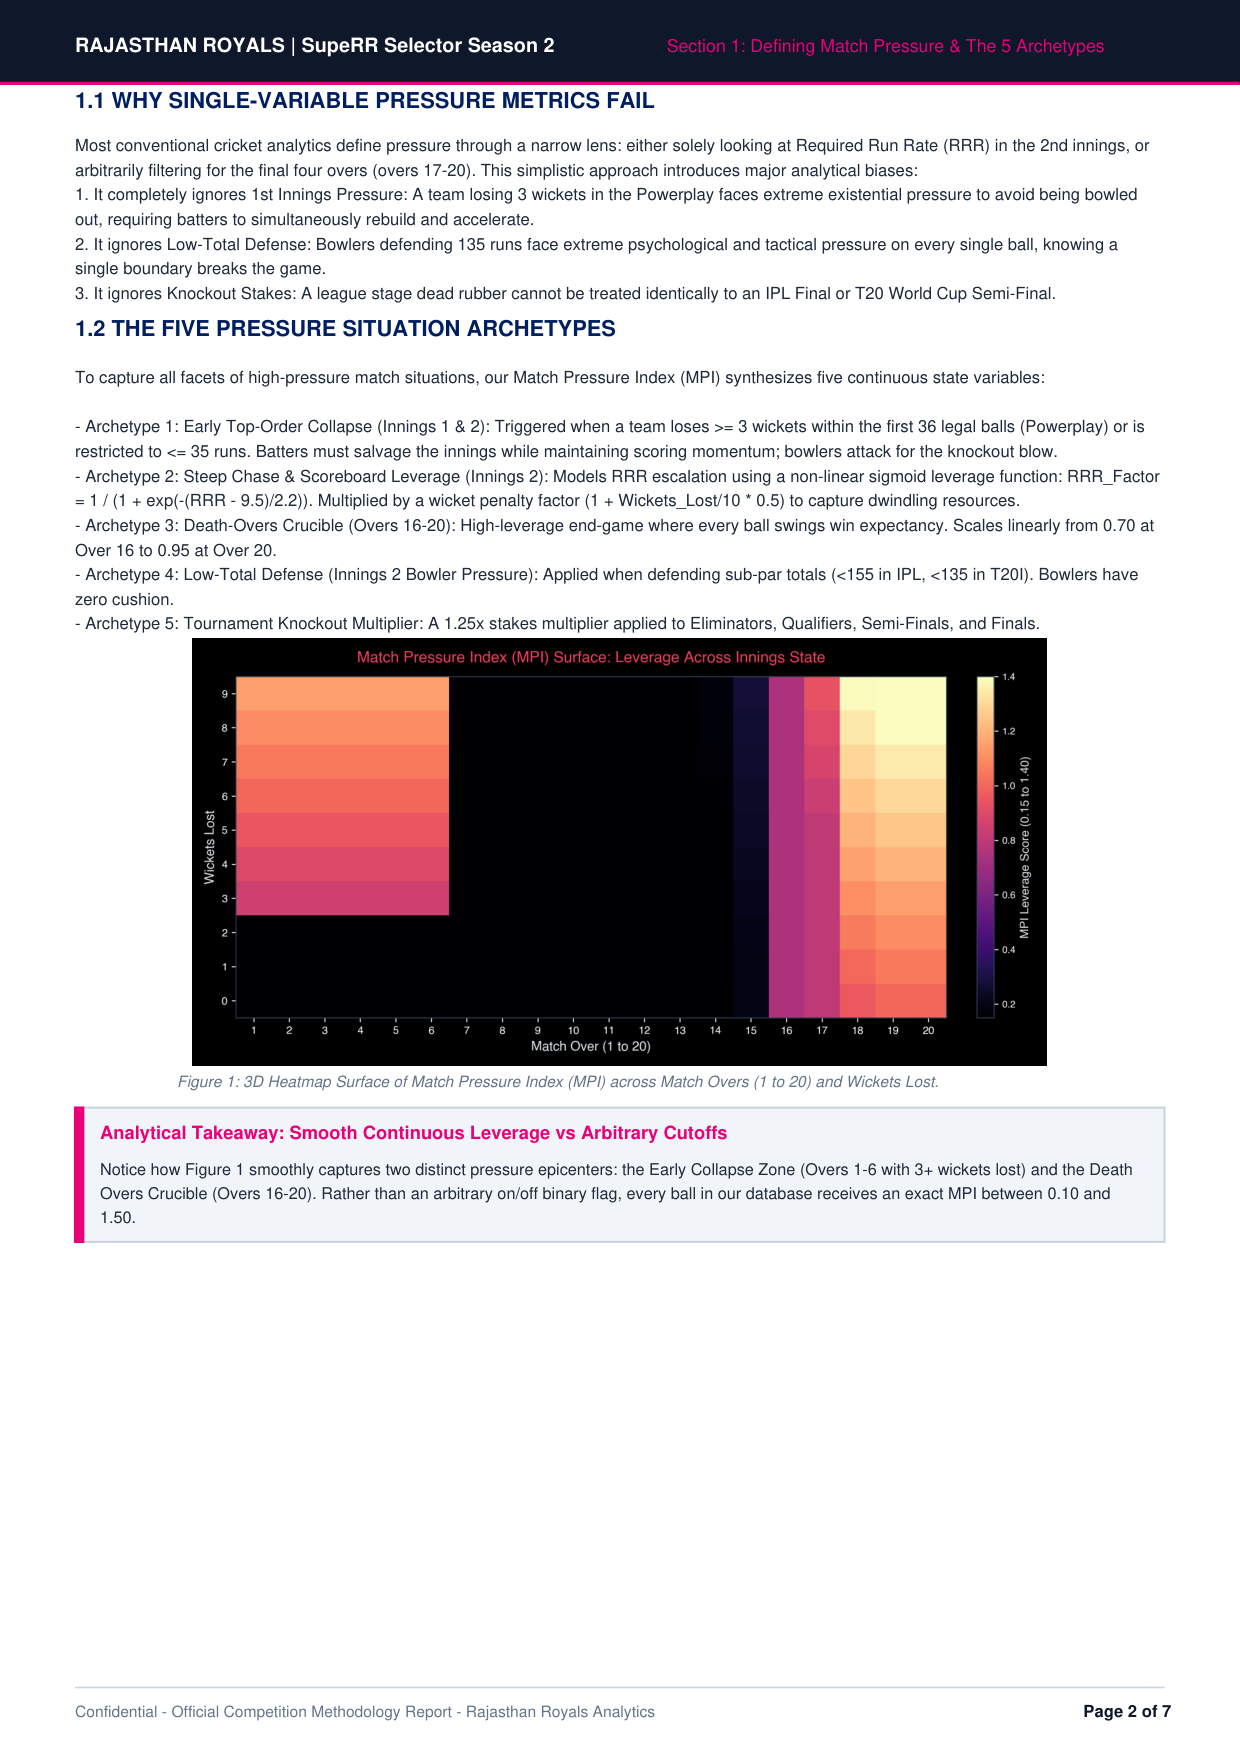 RAJASTHAN ROYALS | SupeRR Selector Season 2
Section 1: Defining Match Pressure & The 5 Archetypes
1.1 WHY SINGLE-VARIABLE PRESSURE METRICS FAIL
Most conventional cricket analytics define pressure through a narrow lens: either solely looking at Required Run Rate (RRR) in the 2nd innings, or
arbitrarily filtering for the final four overs (overs 17-20). This simplistic approach introduces major analytical biases:
1. It completely ignores 1st Innings Pressure: A team losing 3 wickets in the Powerplay faces extreme existential pressure to avoid being bowled
out, requiring batters to simultaneously rebuild and accelerate.
2. It ignores Low-Total Defense: Bowlers defending 135 runs face extreme psychological and tactical pressure on every single ball, knowing a
single boundary breaks the game.
3. It ignores Knockout Stakes: A league stage dead rubber cannot be treated identically to an IPL Final or T20 World Cup Semi-Final.
1.2 THE FIVE PRESSURE SITUATION ARCHETYPES
To capture all facets of high-pressure match situations, our Match Pressure Index (MPI) synthesizes five continuous state variables:
- Archetype 1: Early Top-Order Collapse (Innings 1 & 2): Triggered when a team loses >= 3 wickets within the first 36 legal balls (Powerplay) or is
restricted to <= 35 runs. Batters must salvage the innings while maintaining scoring momentum; bowlers attack for the knockout blow.
- Archetype 2: Steep Chase & Scoreboard Leverage (Innings 2): Models RRR escalation using a non-linear sigmoid leverage function: RRR_Factor
= 1 / (1 + exp(-(RRR - 9.5)/2.2)). Multiplied by a wicket penalty factor (1 + Wickets_Lost/10 * 0.5) to capture dwindling resources.
- Archetype 3: Death-Overs Crucible (Overs 16-20): High-leverage end-game where every ball swings win expectancy. Scales linearly from 0.70 at
Over 16 to 0.95 at Over 20.
- Archetype 4: Low-Total Defense (Innings 2 Bowler Pressure): Applied when defending sub-par totals (<155 in IPL, <135 in T20I). Bowlers have
zero cushion.
- Archetype 5: Tournament Knockout Multiplier: A 1.25x stakes multiplier applied to Eliminators, Qualifiers, Semi-Finals, and Finals.
Match Pressure Index (MPI) Surface: Leverage Across Innings State
Wickets Lost
9
8
7
6
5
4
3
2
1
0
1 2 3 4 5 6 7 8 9 10 11 12 13 14 15 16 17 18 19 20
Match Over (1 to 20)
1.4
1.2
1.0
0.8
0.6
0.4
0.2
MPI Leverage Score (0.15 to 1.40)
Figure 1: 3D Heatmap Surface of Match Pressure Index (MPI) across Match Overs (1 to 20) and Wickets Lost.
Analytical Takeaway: Smooth Continuous Leverage vs Arbitrary Cutoffs
Notice how Figure 1 smoothly captures two distinct pressure epicenters: the Early Collapse Zone (Overs 1-6 with 3+ wickets lost) and the Death
Overs Crucible (Overs 16-20). Rather than an arbitrary on/off binary flag, every ball in our database receives an exact MPI between 0.10 and
1.50.
Confidential - Official Competition Methodology Report - Rajasthan Royals Analytics
Page 2 of 7